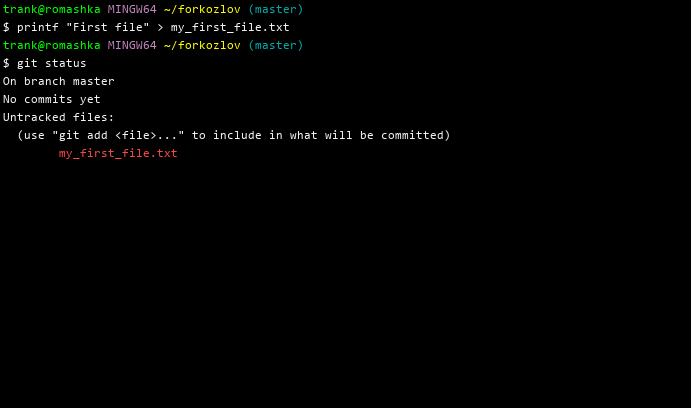 trank@romashka MINGW64 ~/forkozlov (master)
$ printf "First file" > my_first_file.txt
trank@romashka MINGW64 ~/forkozlov (master)
$ git status
On branch master
No commits yet
Untracked files:
  (use "git add <file>..." to include in what will be committed)
        my_first_file.txt